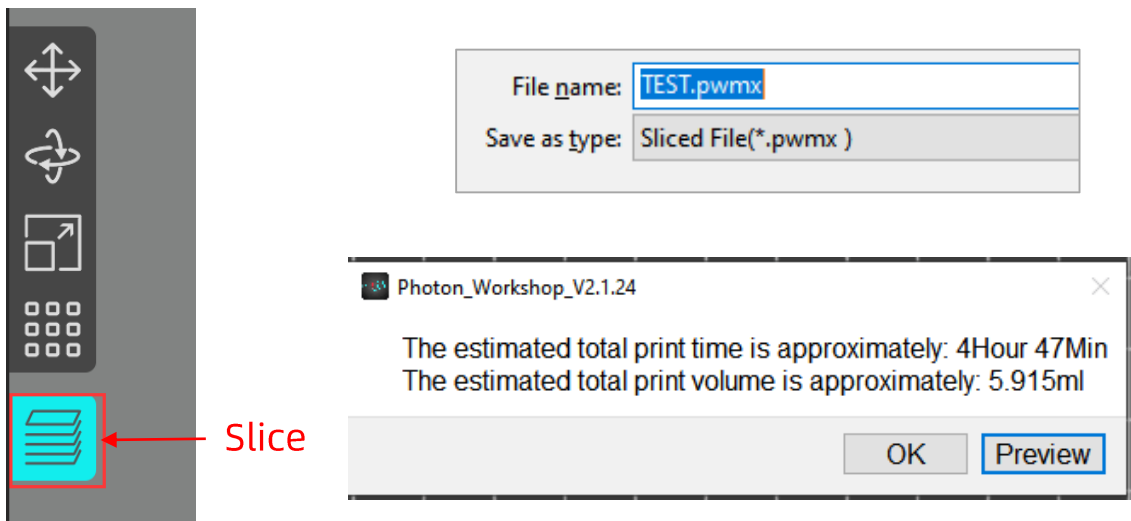 File name: TEST.pwmx
Save as type: Sliced File(*.pwmx )
Photon_Workshop_V2.1.24
The estimated total print time is approximately: 4Hour 47Min
The estimated total print volume is approximately: 5.915ml
OK Preview
Slice